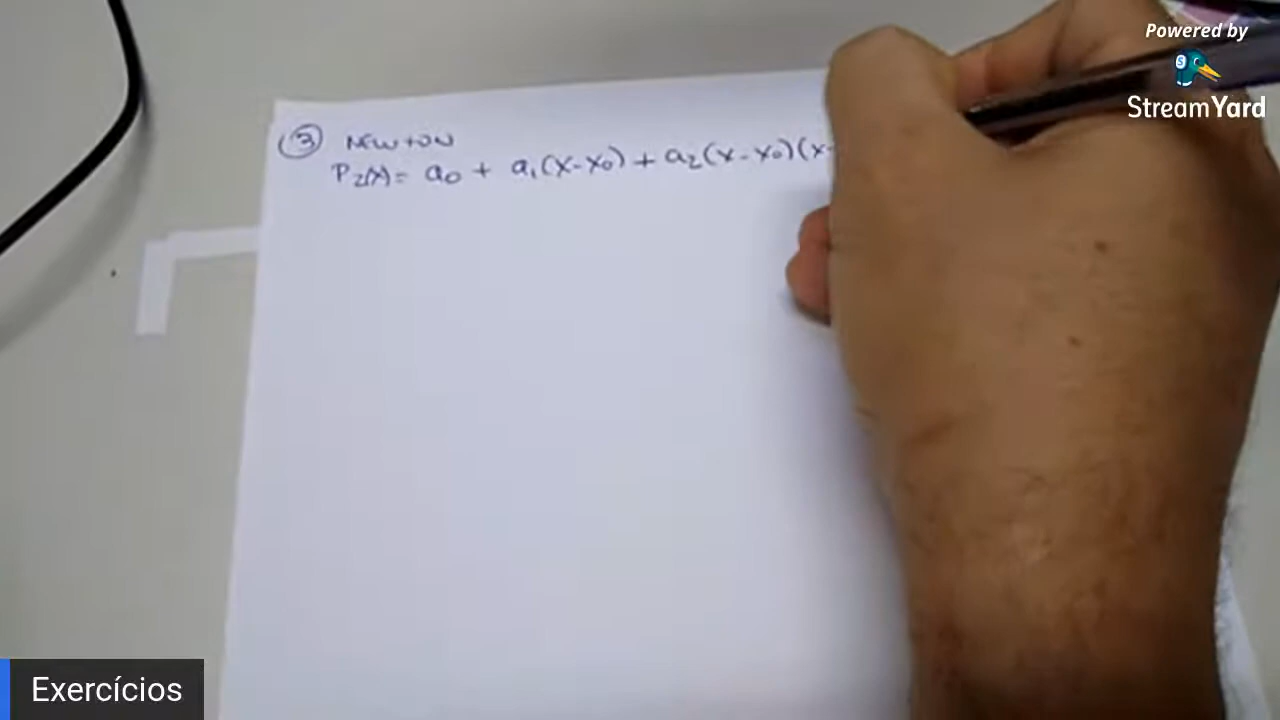 Powered by
StreamYard
(3) NEWTON
P₂(x) = a₀ + a₁(x-x₀) + a₂(x-x₀)(x-
Exercícios